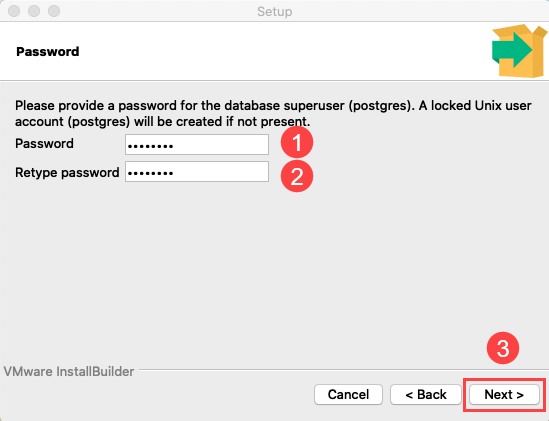 Setup
Password
Please provide a password for the database superuser (postgres). A locked Unix user
account (postgres) will be created if not present.
Password •••••••• 1
Retype password •••••••• 2
3
VMware InstallBuilder
Cancel < Back Next >